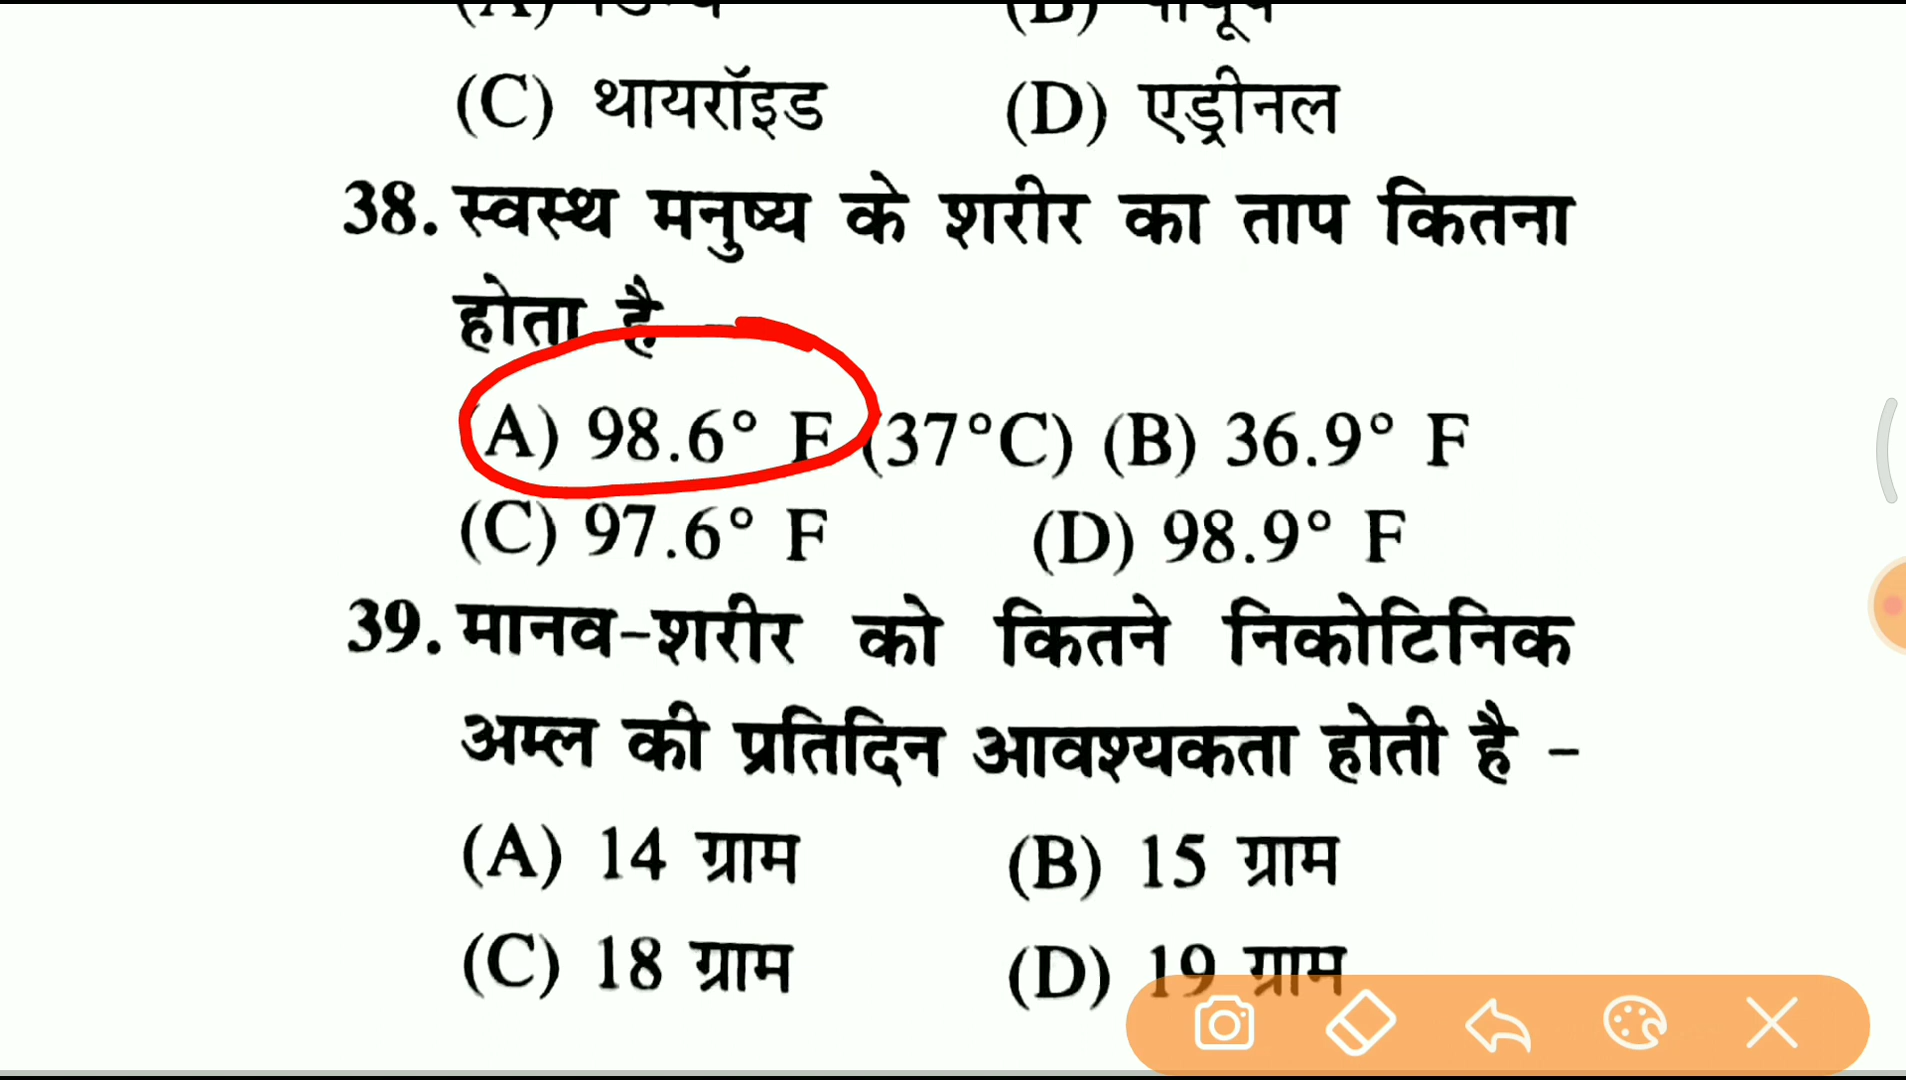 (A)
(B)
(C) थायरॉइड (D) एड्रीनल
38. स्वस्थ मनुष्य के शरीर का ताप कितना
होता है
(A) 98.6° F (37°C) (B) 36.9° F
(C) 97.6° F (D) 98.9° F
39. मानव-शरीर को कितने निकोटिनिक
अम्ल की प्रतिदिन आवश्यकता होती है –
(A) 14 ग्राम (B) 15 ग्राम
(C) 18 ग्राम (D) 19 ग्राम